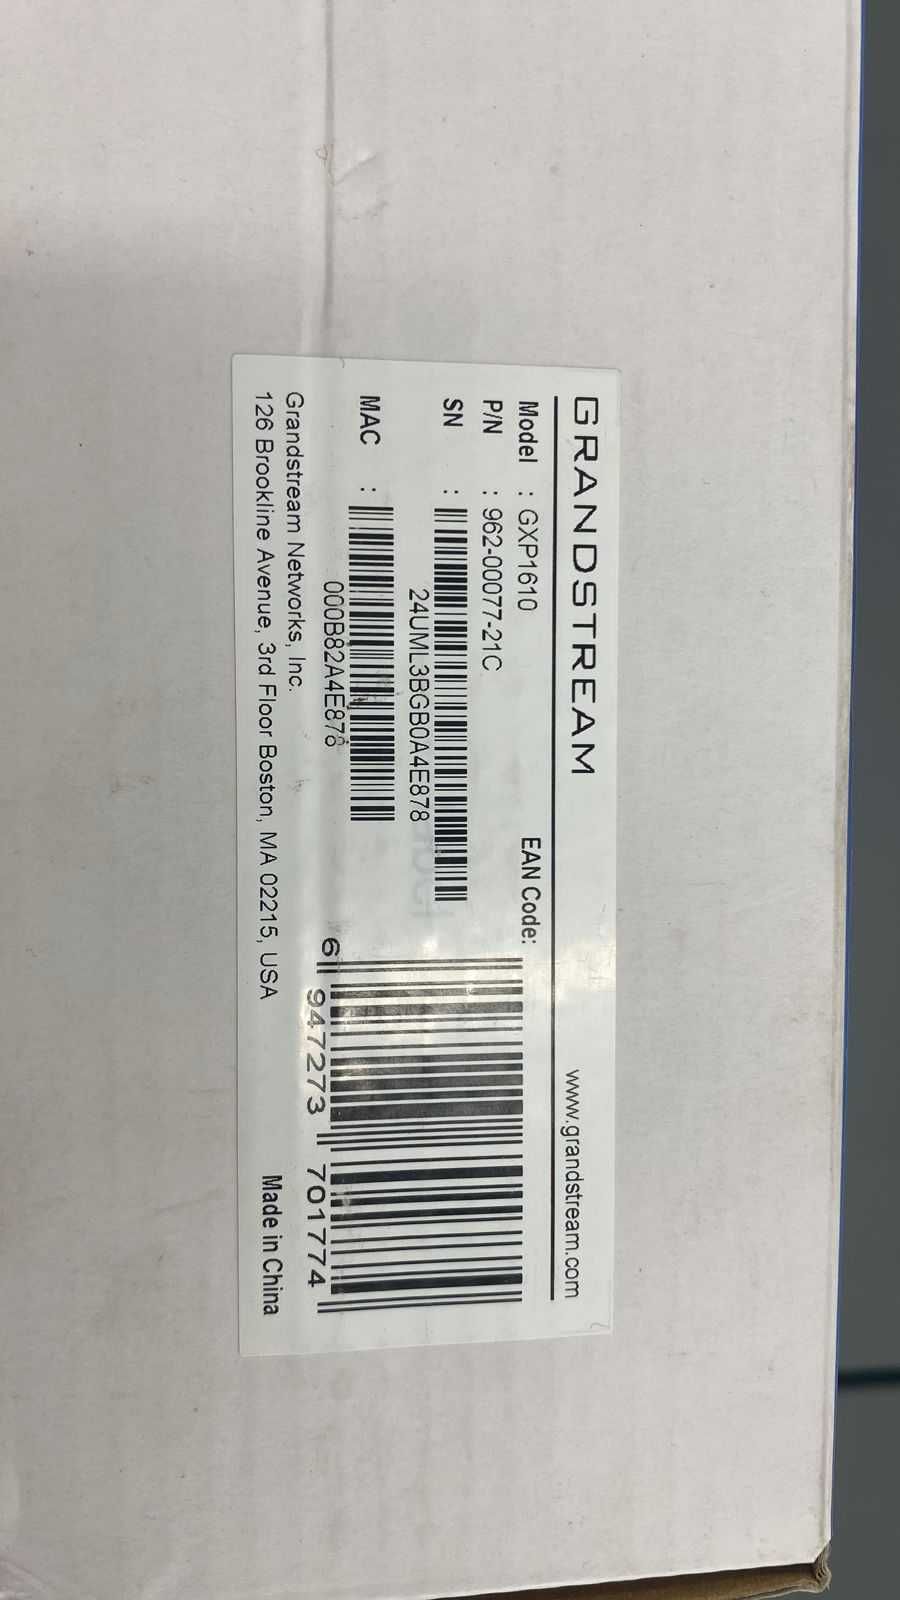 GRANDSTREAM www.grandstream.com
Model : GXP1610 EAN Code:
P/N : 962-00077-21C
SN :
24UML3BGB0A4E878
MAC :
000B82A4E878
6 947273 701774
Grandstream Networks, Inc.
126 Brookline Avenue, 3rd Floor Boston, MA 02215, USA Made in China